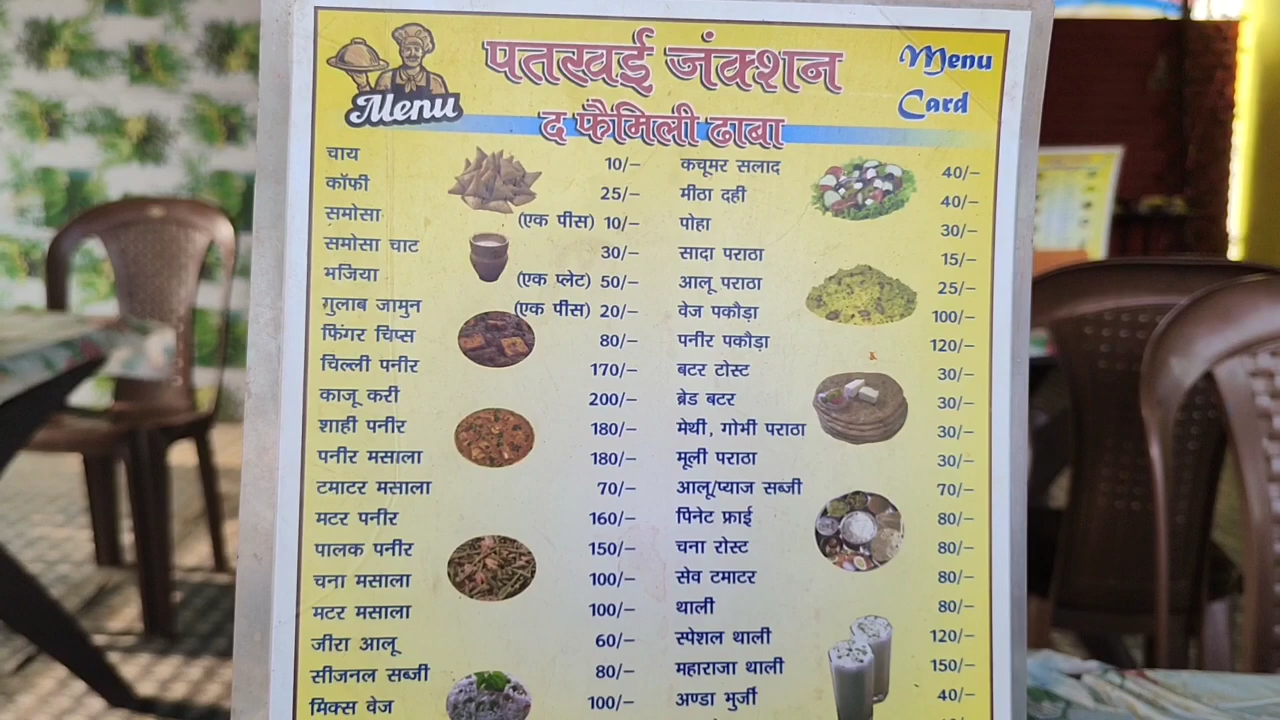 Menu
पतरवई जंक्शन
Menu
Card
द फैमिली ढाबा
चाय 10/–
कॉफी 25/–
समोसा (एक पीस) 10/–
समोसा चाट 30/–
भजिया (एक प्लेट) 50/–
गुलाब जामुन (एक पीस) 20/–
फिंगर चिप्स 80/–
चिल्ली पनीर 170/–
काजू करी 200/–
शाही पनीर 180/–
पनीर मसाला 180/–
टमाटर मसाला 70/–
मटर पनीर 160/–
पालक पनीर 150/–
चना मसाला 100/–
मटर मसाला 100/–
जीरा आलू 60/–
सीजनल सब्जी 80/–
मिक्स वेज 100/–
कचूमर सलाद 40/–
मीठा दही 40/–
पोहा 30/–
सादा पराठा 15/–
आलू पराठा 25/–
वेज पकौड़ा 100/–
पनीर पकौड़ा 120/–
बटर टोस्ट 30/–
ब्रेड बटर 30/–
मेथी, गोभी पराठा 30/–
मूली पराठा 30/–
आलू/प्याज सब्जी 70/–
पिनेट फ्राई 80/–
चना रोस्ट 80/–
सेव टमाटर 80/–
थाली 80/–
स्पेशल थाली 120/–
महाराजा थाली 150/–
अण्डा भुर्जी 40/–